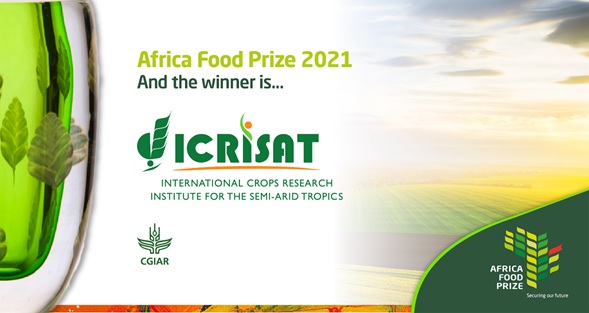 Africa Food Prize 2021
And the winner is...
ICRISAT
INTERNATIONAL CROPS RESEARCH
INSTITUTE FOR THE SEMI-ARID TROPICS
CGIAR
AFRICA
FOOD
PRIZE
Securing our future